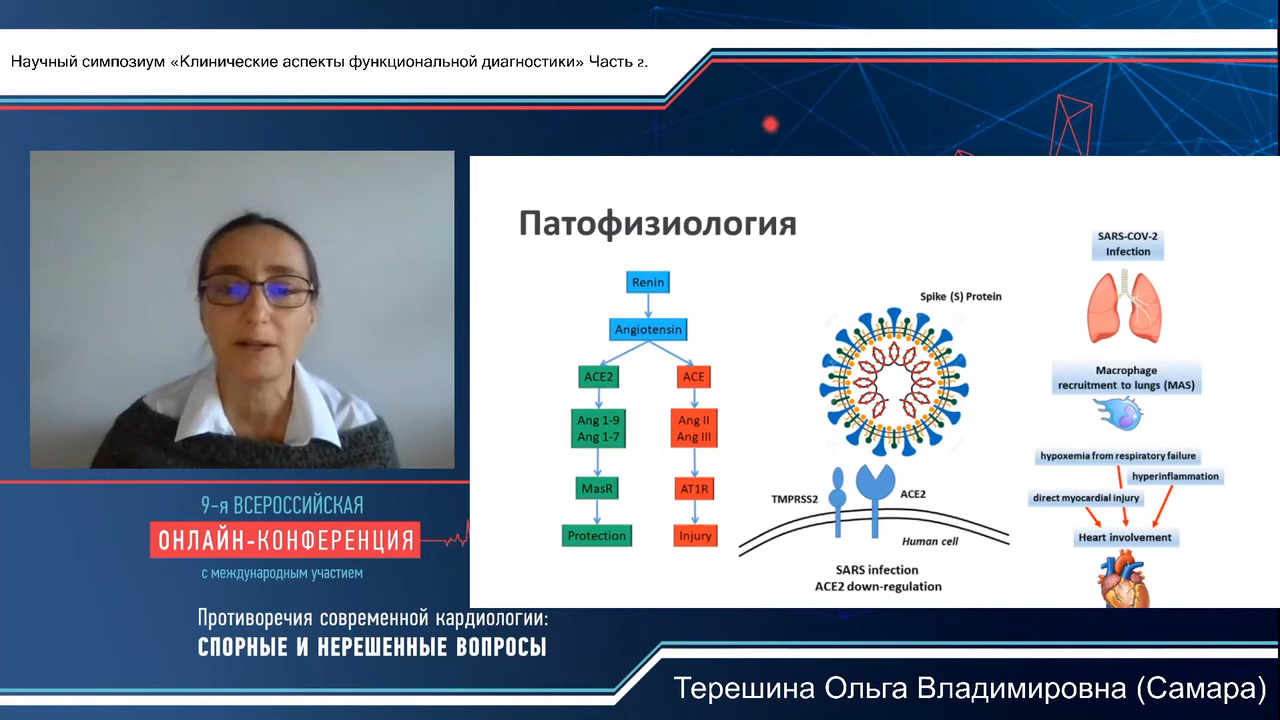 Научный симпозиум «Клинические аспекты функциональной диагностики» Часть 2.
Патофизиология
Renin
Angiotensin
ACE2
ACE
Ang 1-9
Ang 1-7
Ang II
Ang III
MasR
AT1R
Protection
Injury
Spike (S) Protein
TMPRSS2
ACE2
Human cell
SARS infection
ACE2 down-regulation
SARS-COV-2
Infection
Macrophage
recruitment to lungs (MAS)
hypoxemia from respiratory failure
hyperinflammation
direct myocardial injury
Heart involvement
9-я ВСЕРОССИЙСКАЯ
ОНЛАЙН-КОНФЕРЕНЦИЯ
с международным участием
Противоречия современной кардиологии:
СПОРНЫЕ И НЕРЕШЕННЫЕ ВОПРОСЫ
Терешина Ольга Владимировна (Самара)